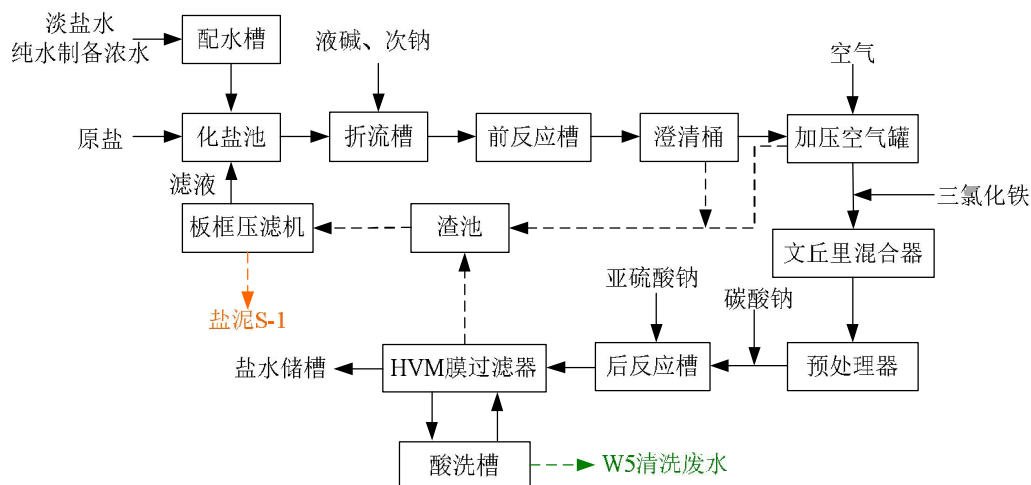 淡盐水
纯水制备浓水
配水槽
液碱、次钠
空气
原盐
化盐池
折流槽
前反应槽
澄清桶
加压空气罐
滤液
三氯化铁
板框压滤机
渣池
文丘里混合器
亚硫酸钠
碳酸钠
盐泥S-1
盐水储槽
HVM膜过滤器
后反应槽
预处理器
酸洗槽
W5清洗废水